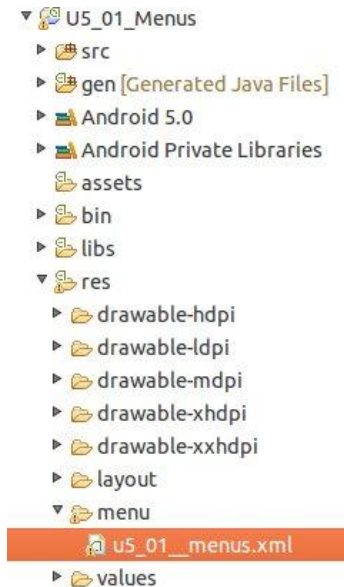 U5_01_Menus
src
gen [Generated Java Files]
Android 5.0
Android Private Libraries
assets
bin
libs
res
drawable-hdpi
drawable-ldpi
drawable-mdpi
drawable-xhdpi
drawable-xxhdpi
layout
menu
u5_01__menus.xml
values